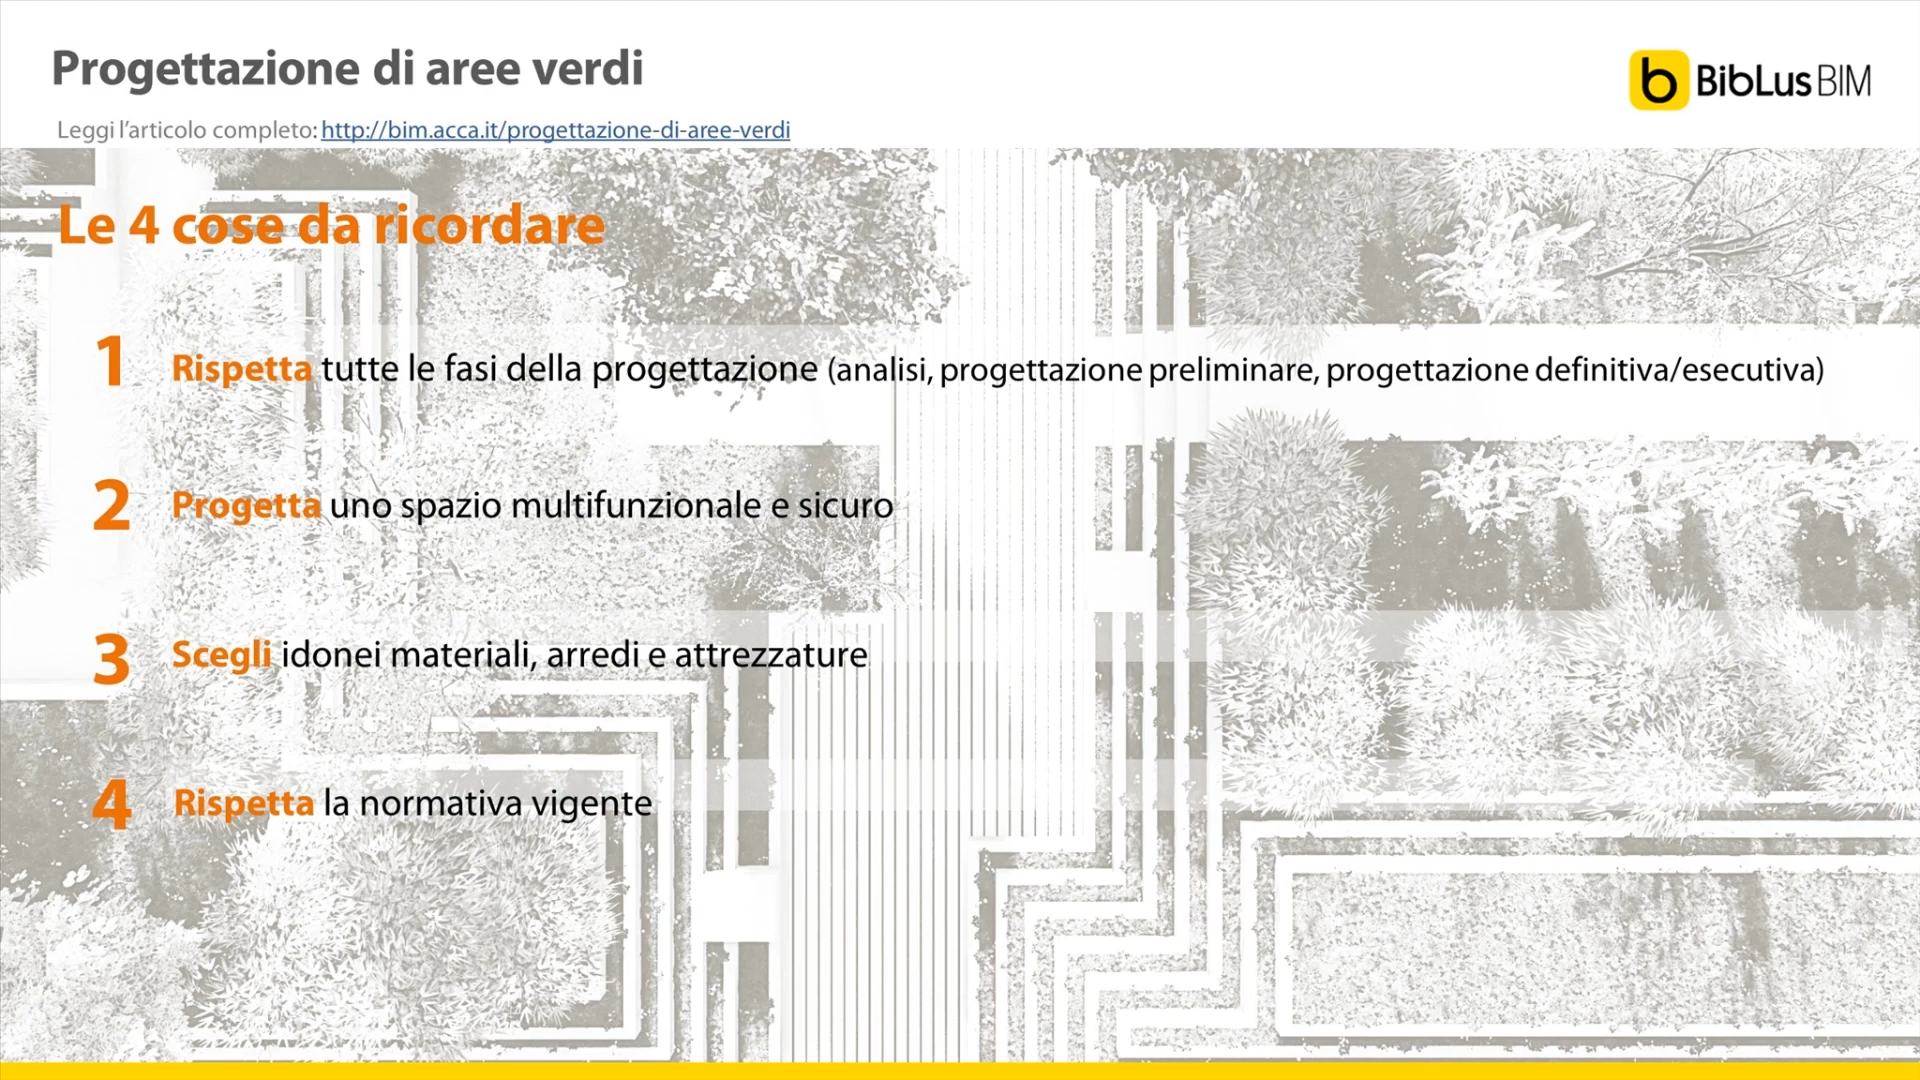 Progettazione di aree verdi
b BibLus BIM
Leggi l'articolo completo: http://bim.acca.it/progettazione-di-aree-verdi
Le 4 cose da ricordare
1 Rispetta tutte le fasi della progettazione (analisi, progettazione preliminare, progettazione definitiva/esecutiva)
2 Progetta uno spazio multifunzionale e sicuro
3 Scegli idonei materiali, arredi e attrezzature
4 Rispetta la normativa vigente